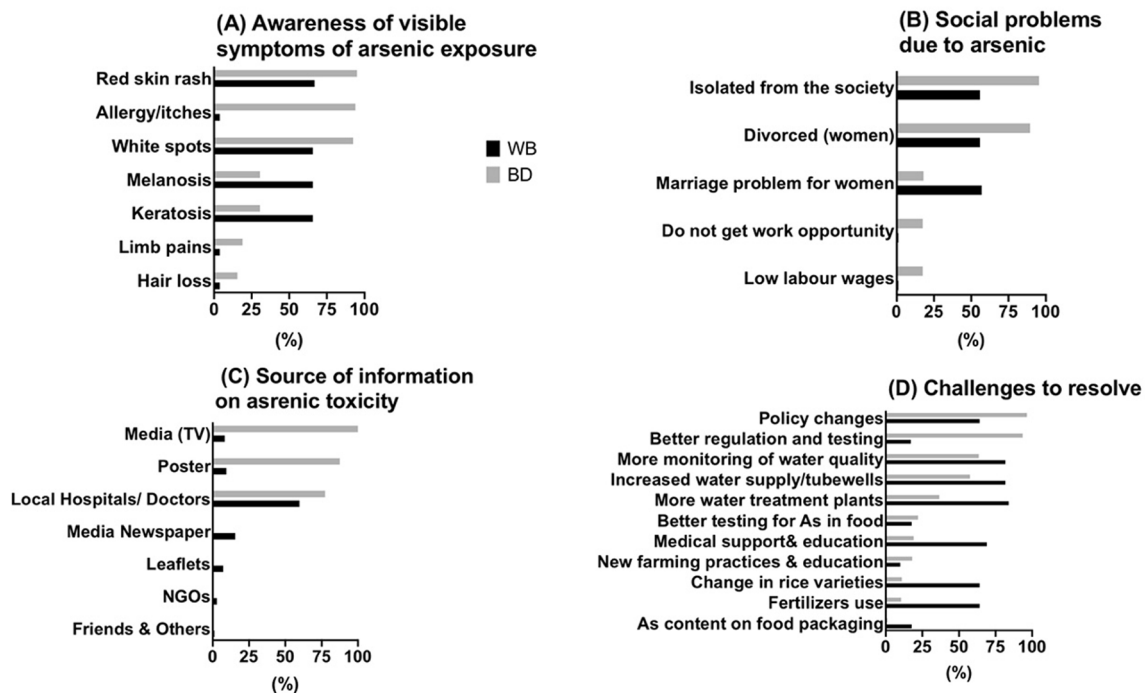 (A) Awareness of visible
symptoms of arsenic exposure
Red skin rash
Allergy/itches
White spots
Melanosis
Keratosis
Limb pains
Hair loss
0 25 50 75 100
(%)
WB
BD
(B) Social problems
due to arsenic
Isolated from the society
Divorced (women)
Marriage problem for women
Do not get work opportunity
Low labour wages
0 25 50 75 100
(%)
(C) Source of information
on asrenic toxicity
Media (TV)
Poster
Local Hospitals/ Doctors
Media Newspaper
Leaflets
NGOs
Friends & Others
0 25 50 75 100
(%)
(D) Challenges to resolve
Policy changes
Better regulation and testing
More monitoring of water quality
Increased water supply/tubewells
More water treatment plants
Better testing for As in food
Medical support& education
New farming practices & education
Change in rice varieties
Fertilizers use
As content on food packaging
0 25 50 75 100
(%)